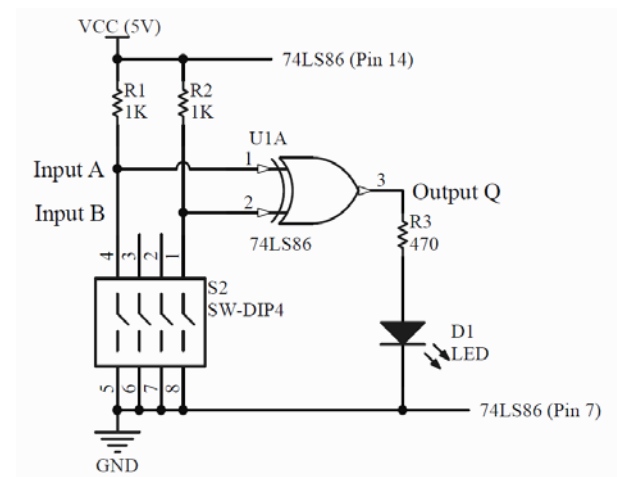 VCC (5V)
74LS86 (Pin 14)
R1
1K
R2
1K
U1A
Input A
1
3
Output Q
Input B
2
R3
470
74LS86
4
3
2
1
S2
SW-DIP4
D1
LED
5
6
7
8
74LS86 (Pin 7)
GND